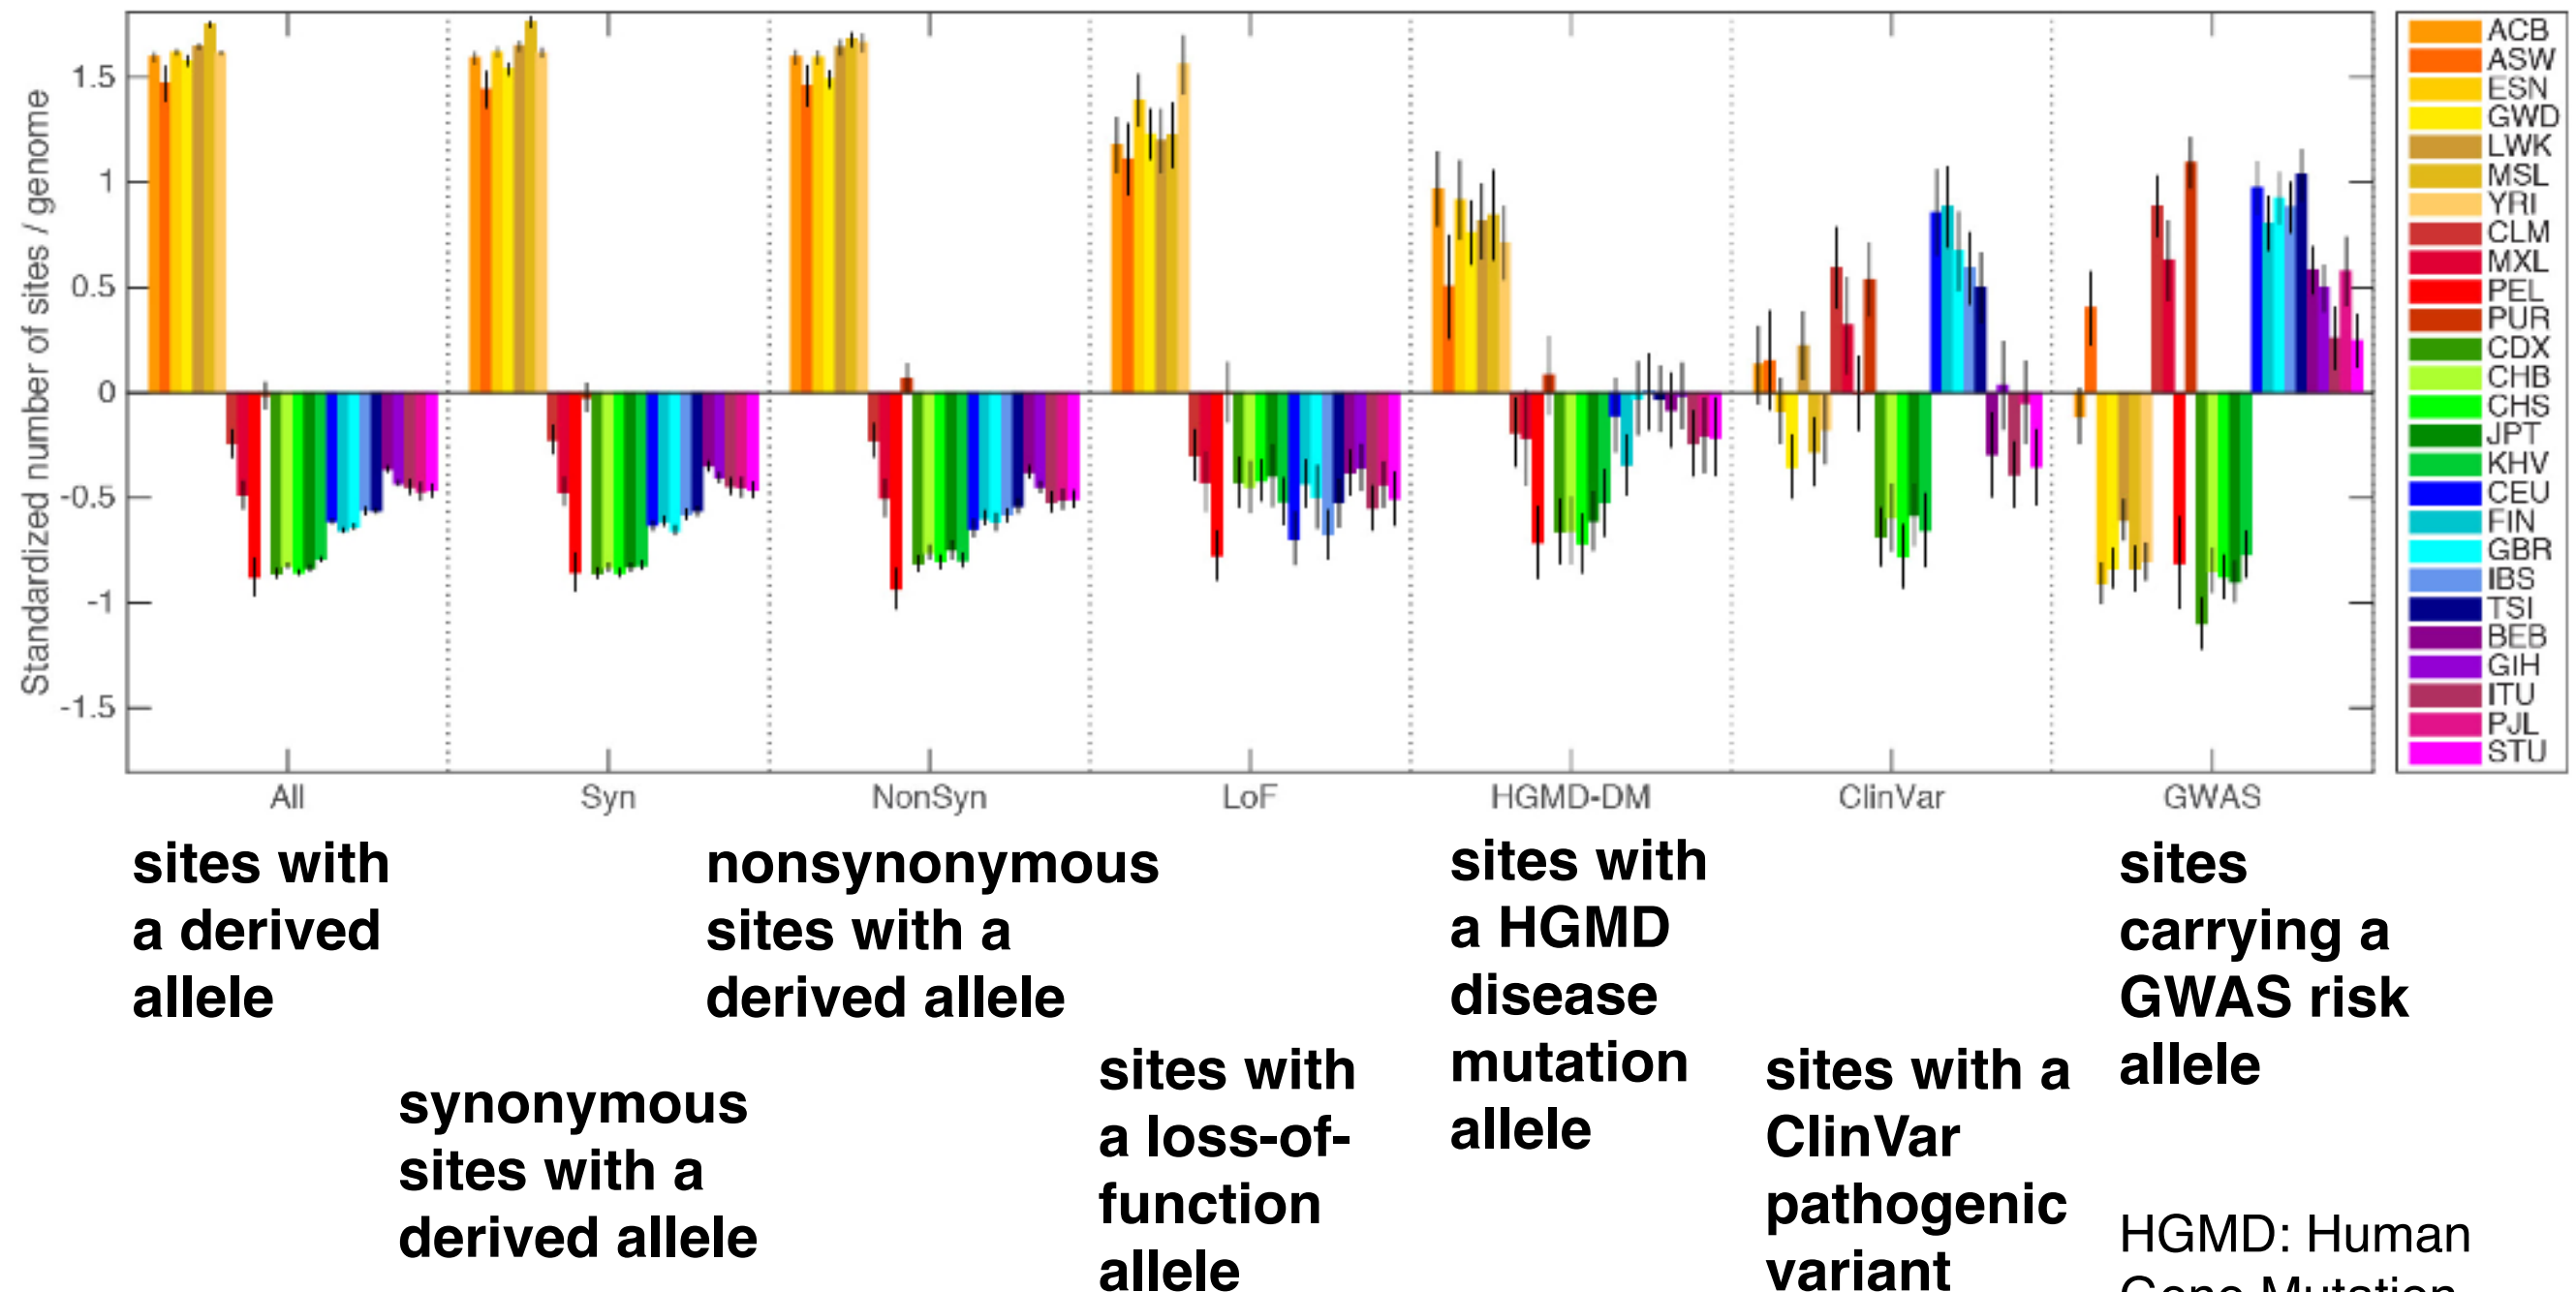 Standardized number of sites / genome
1.5
1
0.5
0
-0.5
-1
-1.5
All
Syn
NonSyn
LoF
HGMD-DM
ClinVar
GWAS
ACB
ASW
ESN
GWD
LWK
MSL
YRI
CLM
MXL
PEL
PUR
CDX
CHB
CHS
JPT
KHV
CEU
FIN
GBR
IBS
TSI
BEB
GIH
ITU
PJL
STU
sites with
a derived
allele
synonymous
sites with a
derived allele
nonsynonymous
sites with a
derived allele
sites with
a loss-of-
function
allele
sites with
a HGMD
disease
mutation
allele
sites with a
ClinVar
pathogenic
variant
sites
carrying a
GWAS risk
allele
HGMD: Human
Gene Mutation